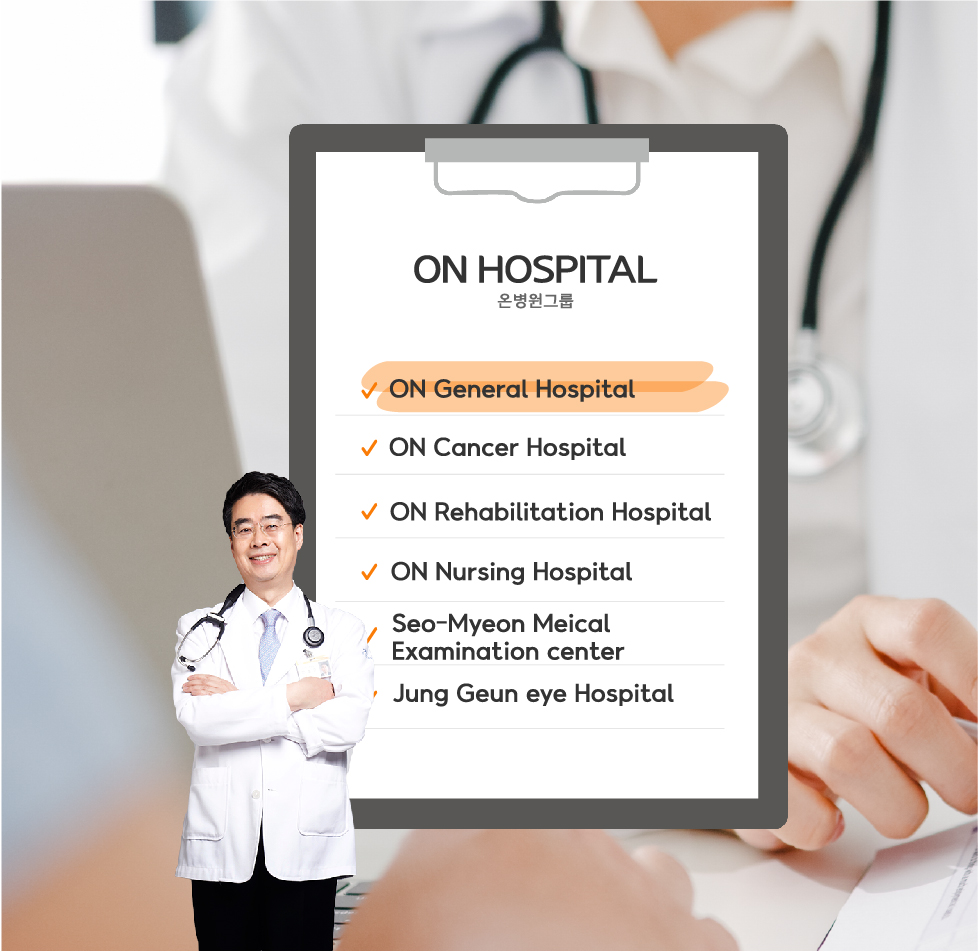 ON HOSPITAL
온병원그룹
ON General Hospital
ON Cancer Hospital
ON Rehabilitation Hospital
ON Nursing Hospital
Seo-Myeon Meical
Examination center
Jung Geun eye Hospital